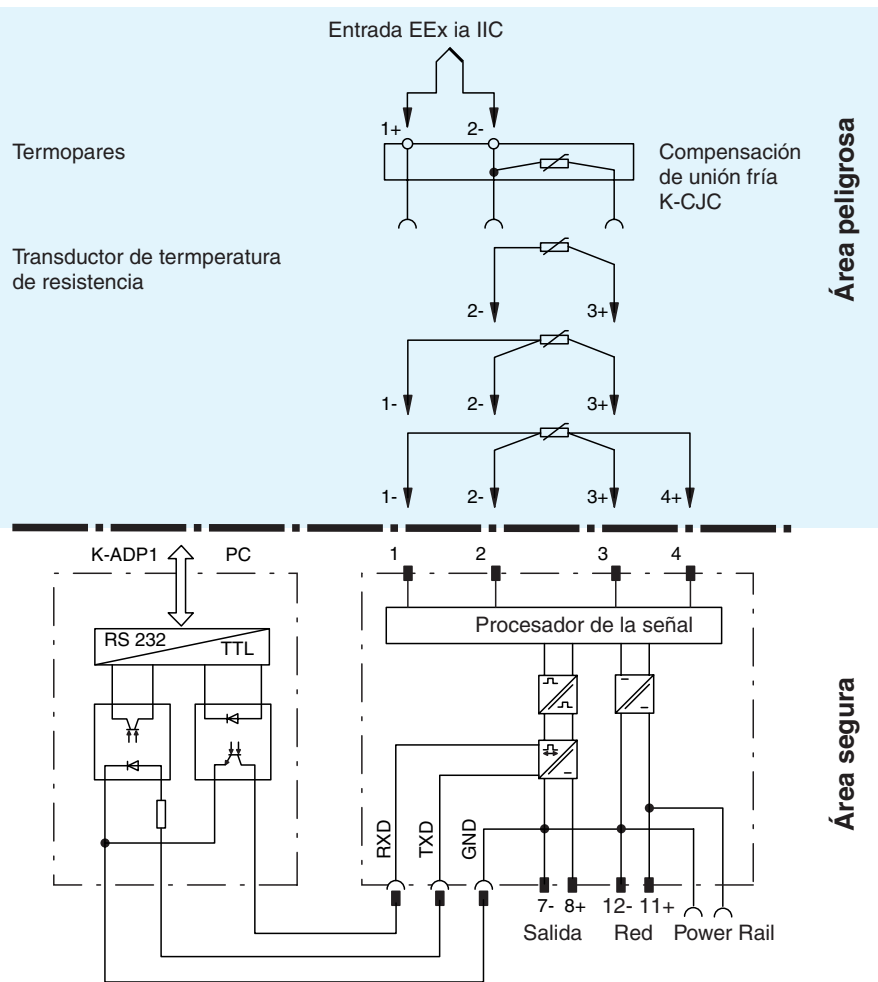 Entrada EEx ia IIC
1+ 2-
Termopares
Compensación
de unión fría
K-CJC
Área peligrosa
Transductor de termperatura
de resistencia
2- 3+
1- 2- 3+
1- 2- 3+ 4+
K-ADP1 PC
1 2 3 4
RS 232
TTL
Procesador de la señal
Área segura
RXD
TXD
GND
7- 8+ 12- 11+
Salida Red Power Rail